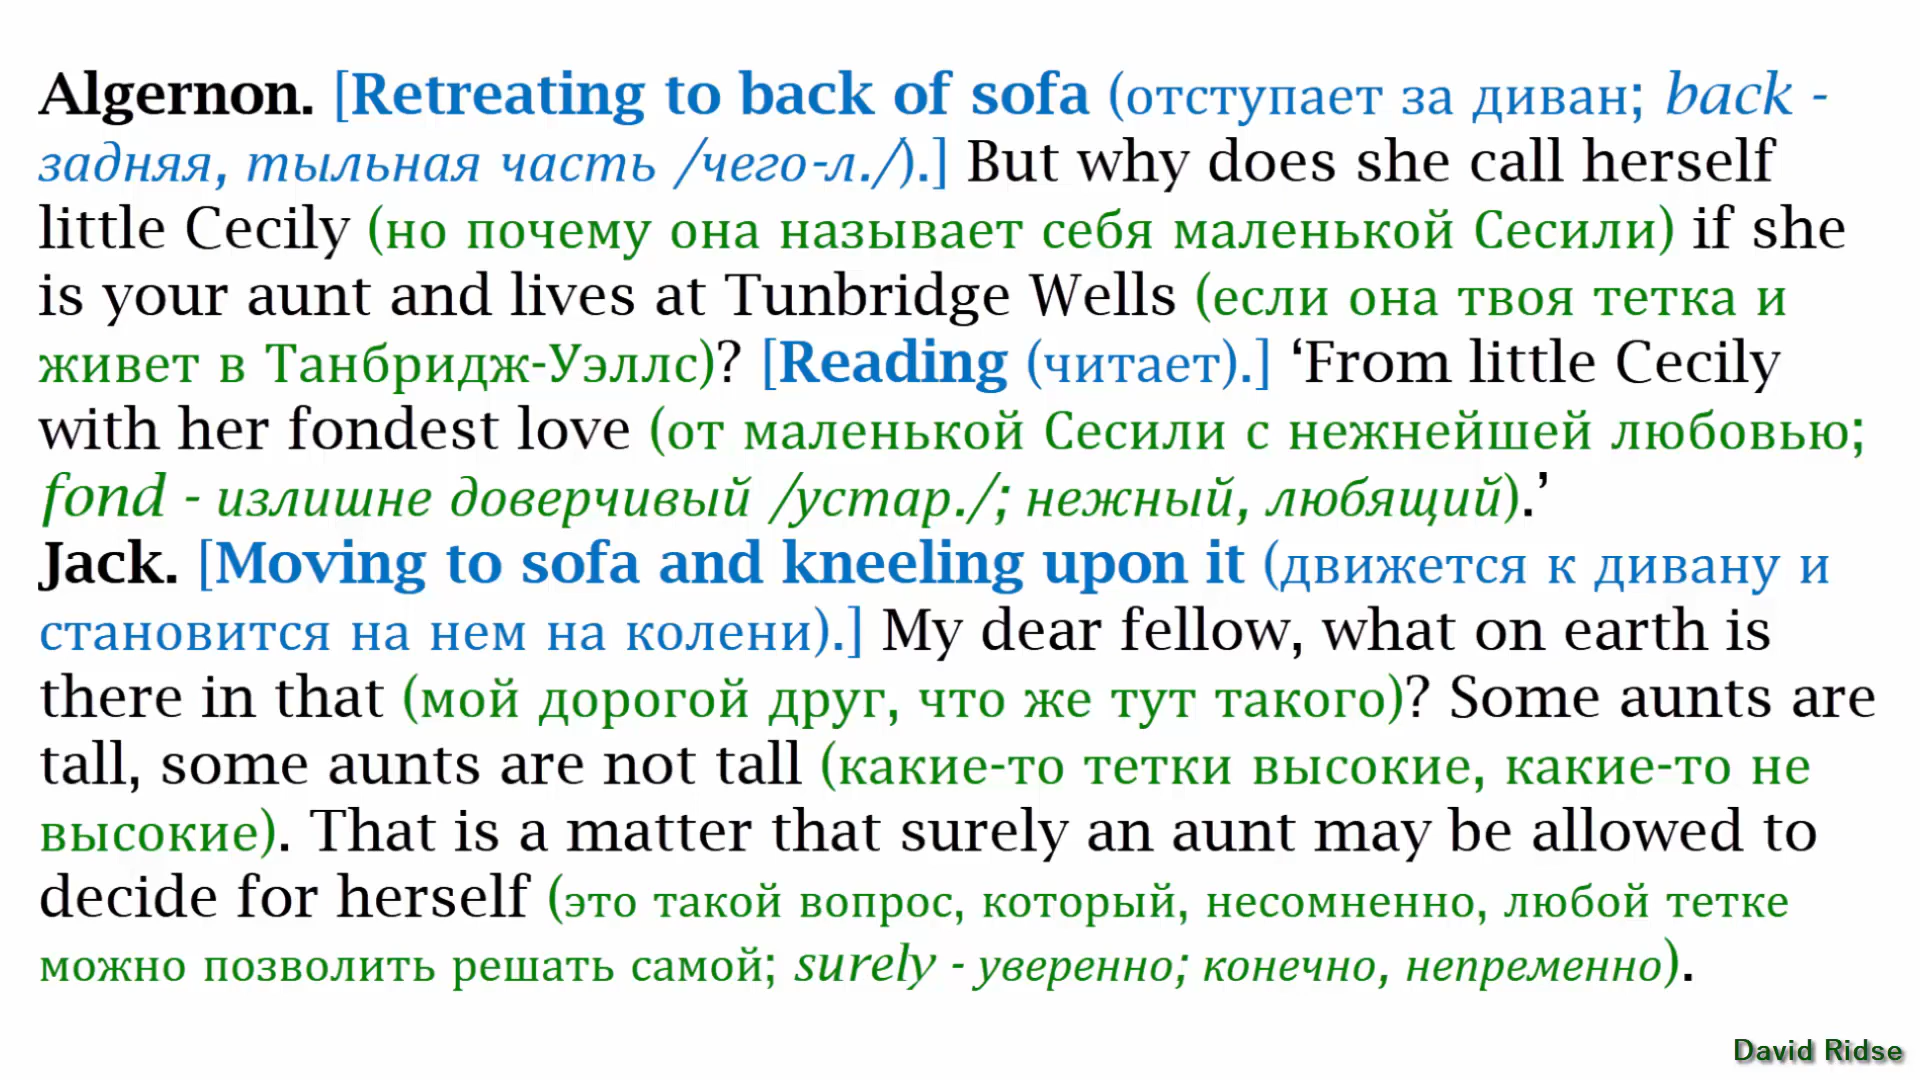 Algernon. [Retreating to back of sofa (отступает за диван; back -
задняя, тыльная часть /чего-л./).] But why does she call herself
little Cecily (но почему она называет себя маленькой Сесили) if she
is your aunt and lives at Tunbridge Wells (если она твоя тетка и
живет в Танбридж-Уэллс)? [Reading (читает).] ‘From little Cecily
with her fondest love (от маленькой Сесили с нежнейшей любовью;
fond - излишне доверчивый /устар./; нежный, любящий).’
Jack. [Moving to sofa and kneeling upon it (движется к дивану и
становится на нем на колени).] My dear fellow, what on earth is
there in that (мой дорогой друг, что же тут такого)? Some aunts are
tall, some aunts are not tall (какие-то тетки высокие, какие-то не
высокие). That is a matter that surely an aunt may be allowed to
decide for herself (это такой вопрос, который, несомненно, любой тетке
можно позволить решать самой; surely - уверенно; конечно, непременно).
David Ridse